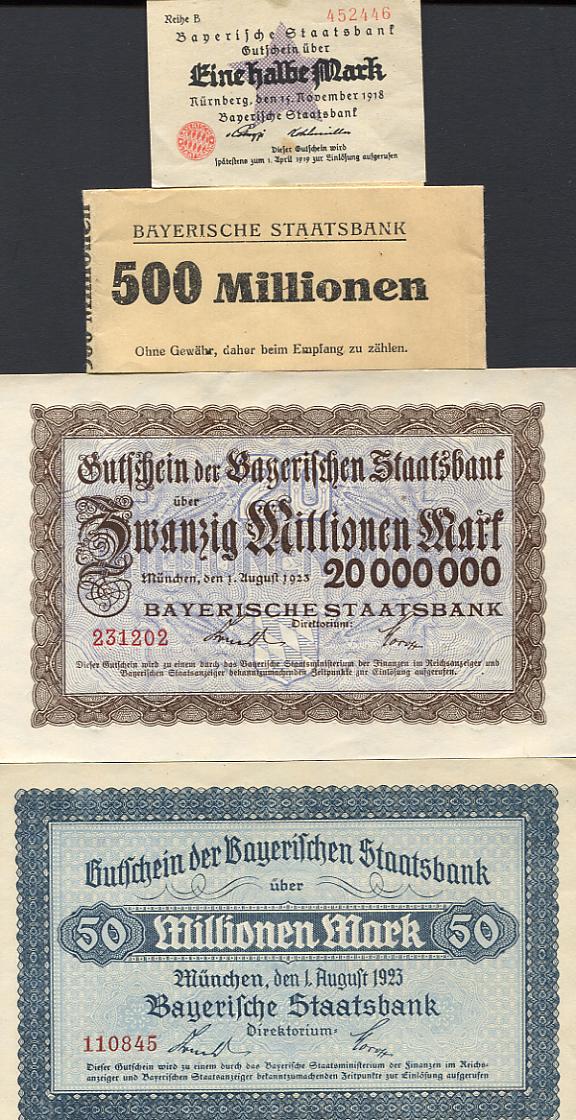 Reihe B 452446
Bayerische Staatsbank
Gutschein über
Eine halbe Mark
Nürnberg, den 15. November 1918
Bayerische Staatsbank
Dieser Gutschein wird
spätestens zum 1. April 1919 zur Einlösung aufgerufen
BAYERISCHE STAATSBANK
500 Millionen
Ohne Gewähr, daher beim Empfang zu zählen.
Gutschein der Bayerischen Staatsbank
über
Zwanzig Millionen Mark
München, den 1. August 1923 20000000
BAYERISCHE STAATSBANK
Direktorium:
231202
Dieser Gutschein wird zu einem durch das Bayerische Staatsministerium der Finanzen im Reichsanzeiger und
Bayerischen Staatsanzeiger bekanntzumachenden Zeitpunkte zur Einlösung aufgerufen.
Gutschein der Bayerischen Staatsbank
über
50 Millionen Mark 50
München, den 1. August 1923
Bayerische Staatsbank
Direktorium:
110845
Dieser Gutschein wird zu einem durch das Bayerische Staatsministerium der Finanzen im Reichs-
anzeiger und Bayerischen Staatsanzeiger bekanntzumachenden Zeitpunkte zur Einlösung aufgerufen